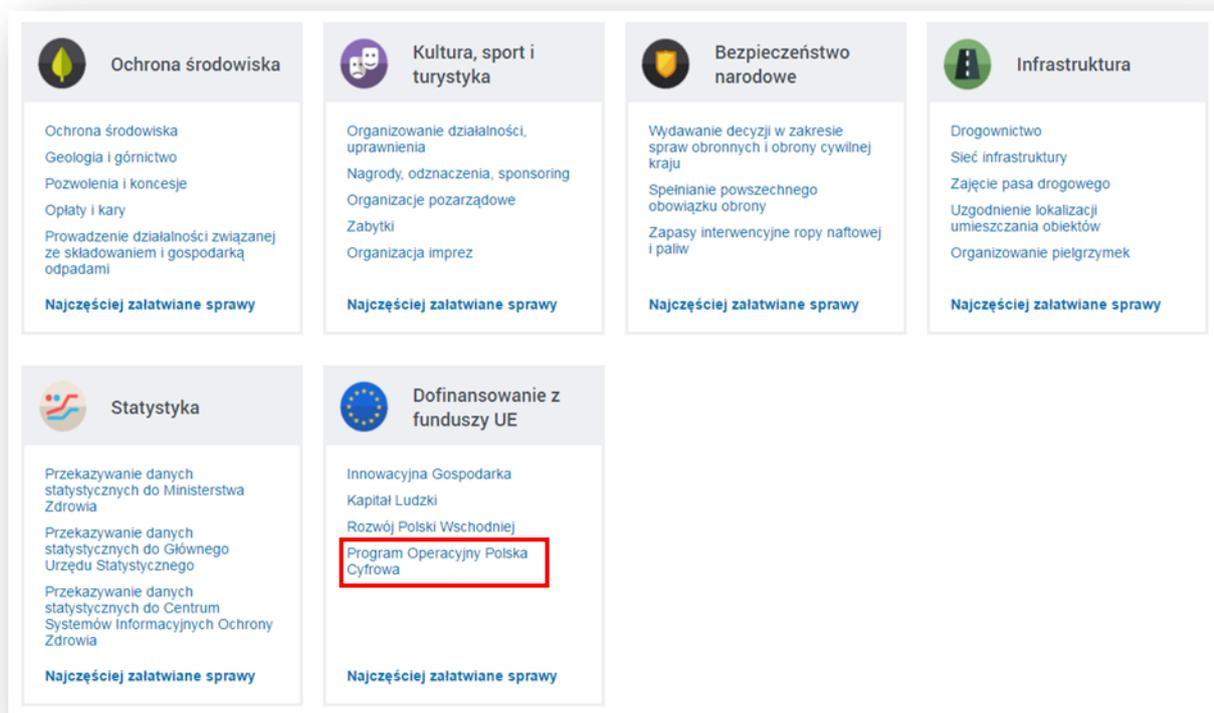 Ochrona środowiska
Ochrona środowiska
Geologia i górnictwo
Pozwolenia i koncesje
Opłaty i kary
Prowadzenie działalności związanej
ze składowaniem i gospodarką
odpadami
Najczęściej załatwiane sprawy
Kultura, sport i
turystyka
Organizowanie działalności,
uprawnienia
Nagrody, odznaczenia, sponsoring
Organizacje pozarządowe
Zabytki
Organizacja imprez
Najczęściej załatwiane sprawy
Bezpieczeństwo
narodowe
Wydawanie decyzji w zakresie
spraw obronnych i obrony cywilnej
kraju
Spełnianie powszechnego
obowiązku obrony
Zapasy interwencyjne ropy naftowej
i paliw
Najczęściej załatwiane sprawy
Infrastruktura
Drogownictwo
Sieć infrastruktury
Zajęcie pasa drogowego
Uzgodnienie lokalizacji
umieszczania obiektów
Organizowanie pielgrzymek
Najczęściej załatwiane sprawy
Statystyka
Przekazywanie danych
statystycznych do Ministerstwa
Zdrowia
Przekazywanie danych
statystycznych do Głównego
Urzędu Statystycznego
Przekazywanie danych
statystycznych do Centrum
Systemów Informacyjnych Ochrony
Zdrowia
Najczęściej załatwiane sprawy
Dofinansowanie z
funduszy UE
Innowacyjna Gospodarka
Kapitał Ludzki
Rozwój Polski Wschodniej
Program Operacyjny Polska
Cyfrowa
Najczęściej załatwiane sprawy